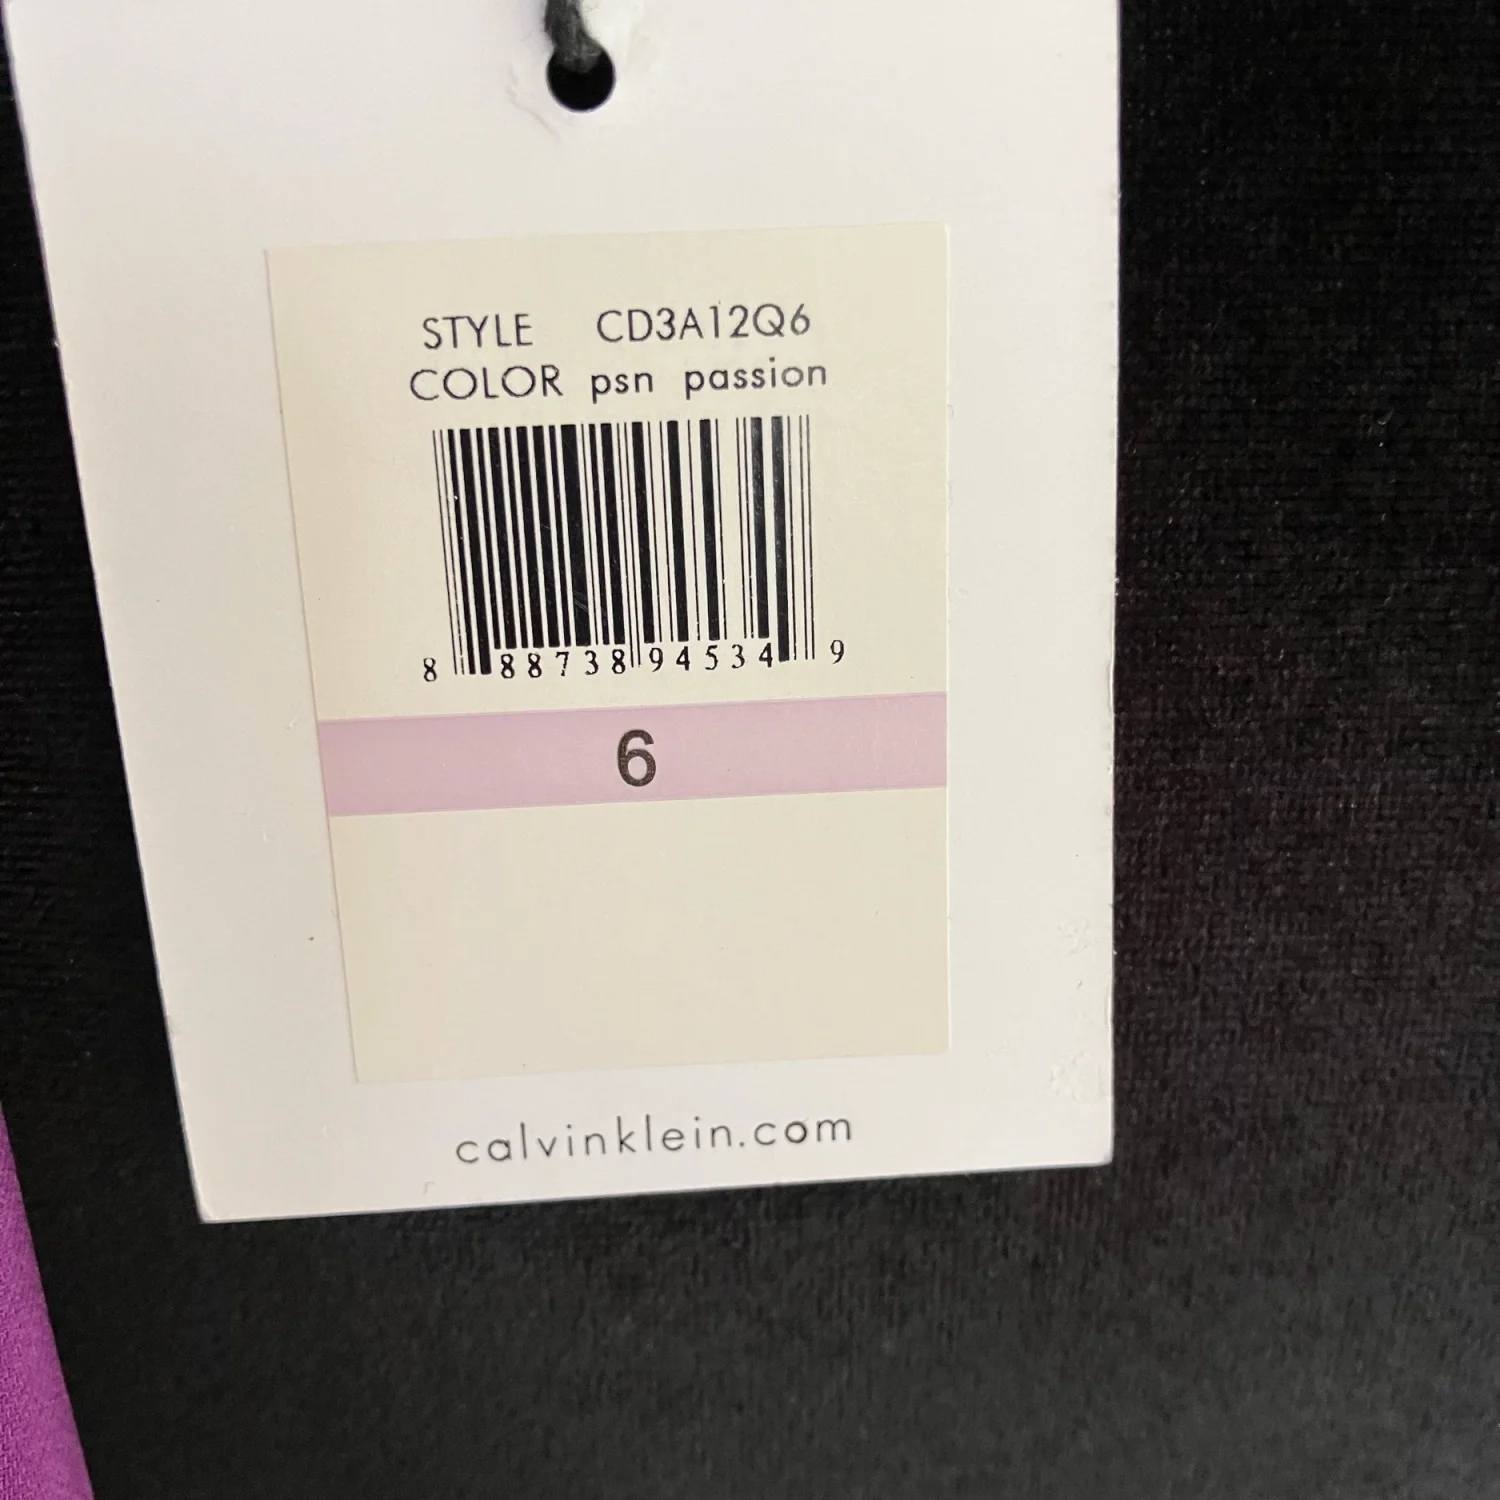 STYLE CD3A12Q6
COLOR psn passion
8 88738 94534 9
6
calvinklein.com